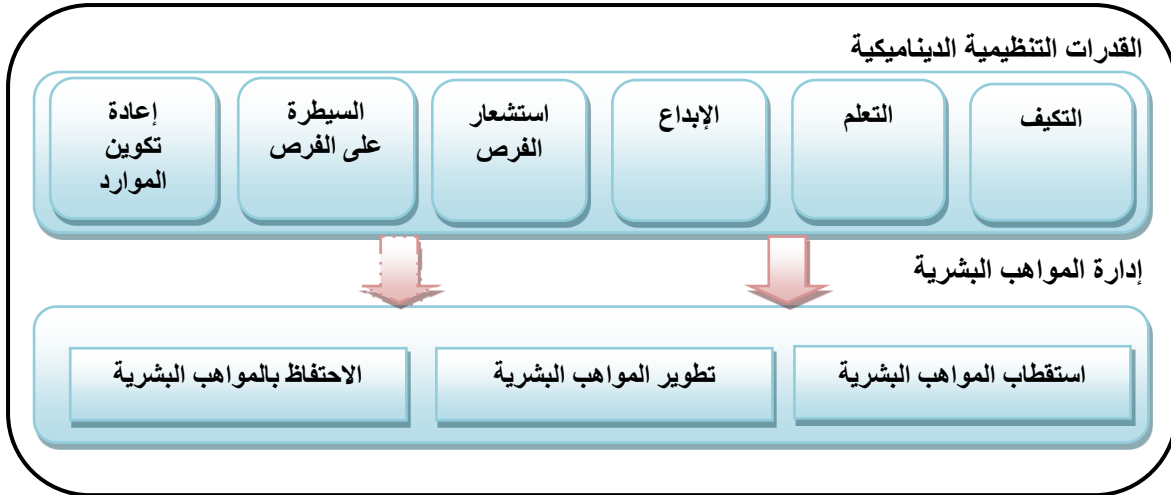 القدرات التنظيمية الديناميكية
التكيف
التعلم
الإبداع
استشعار
الفرص
السيطرة
على الفرص
إعادة
تكوين
الموارد
إدارة المواهب البشرية
استقطاب المواهب البشرية
تطوير المواهب البشرية
الاحتفاظ بالمواهب البشرية